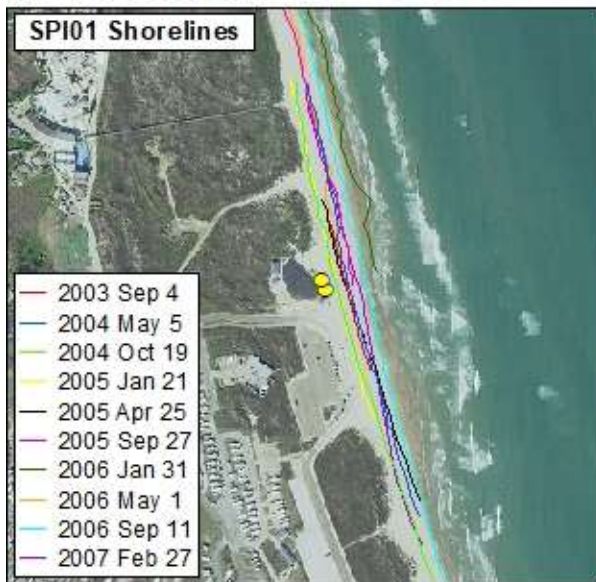 SPI01 Shorelines
2003 Sep 4
2004 May 5
2004 Oct 19
2005 Jan 21
2005 Apr 25
2005 Sep 27
2006 Jan 31
2006 May 1
2006 Sep 11
2007 Feb 27